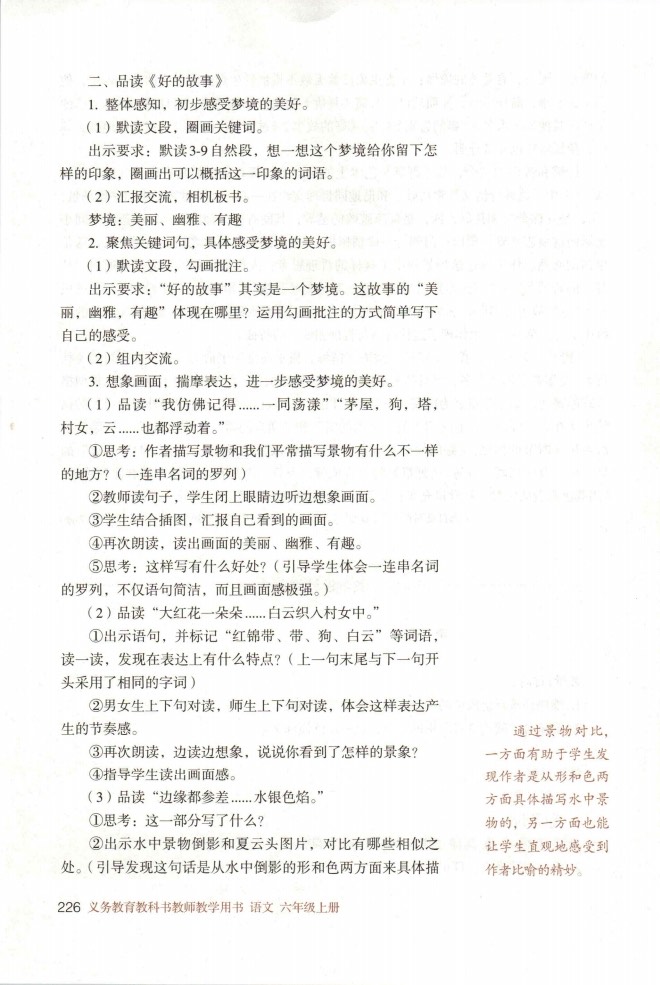 二、品读《好的故事》
1. 整体感知，初步感受梦境的美好。
（1）默读文段，圈画关键词。
出示要求：默读3-9自然段，想一想这个梦境给你留下怎
样的印象，圈画出可以概括这一印象的词语。
（2）汇报交流，相机板书。
梦境：美丽、幽雅、有趣
2. 聚焦关键词句，具体感受梦境的美好。
（1）默读文段，勾画批注。
出示要求：“好的故事”其实是一个梦境。这故事的“美
丽，幽雅，有趣”体现在哪里？运用勾画批注的方式简单写下
自己的感受。
（2）组内交流。
3. 想象画面，揣摩表达，进一步感受梦境的美好。
（1）品读“我仿佛记得……一同荡漾”“茅屋，狗，塔，
村女，云……也都浮动着。”
①思考：作者描写景物和我们平常描写景物有什么不一样
的地方？（一连串名词的罗列）
②教师读句子，学生闭上眼睛边听边想象画面。
③学生结合插图，汇报自己看到的画面。
④再次朗读，读出画面的美丽、幽雅、有趣。
⑤思考：这样写有什么好处？（引导学生体会一连串名词
的罗列，不仅语句简洁，而且画面感极强。）
（2）品读“大红花一朵朵……白云织入村女中。”
①出示语句，并标记“红锦带、带、狗、白云”等词语，
读一读，发现在表达上有什么特点？（上一句末尾与下一句开
头采用了相同的字词）
②男女生上下句对读，师生上下句对读，体会这样表达产
生的节奏感。
③再次朗读，边读边想象，说说你看到了怎样的景象？
④指导学生读出画面感。
（3）品读“边缘都参差……水银色焰。”
①思考：这一部分写了什么？
②出示水中景物倒影和夏云头图片，对比有哪些相似之
处。（引导发现这句话是从水中倒影的形和色两方面来具体描
通过景物对比，
一方面有助于学生发
现作者是从形和色两
方面具体描写水中景
物的，另一方面也能
让学生直观地感受到
作者比喻的精妙。
226 义务教育教科书教师教学用书 语文 六年级上册